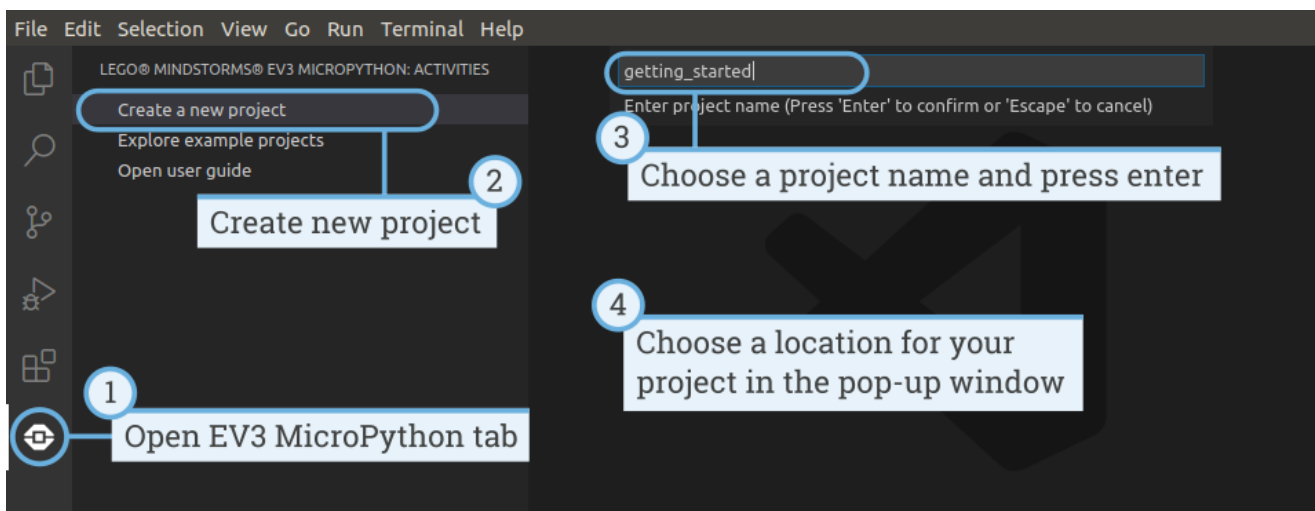 File Edit Selection View Go Run Terminal Help
LEGO® MINDSTORMS® EV3 MICROPYTHON: ACTIVITIES
Create a new project
Explore example projects
Open user guide
2
Create new project
1
Open EV3 MicroPython tab
getting_started
Enter project name (Press 'Enter' to confirm or 'Escape' to cancel)
3
Choose a project name and press enter
4
Choose a location for your
project in the pop-up window